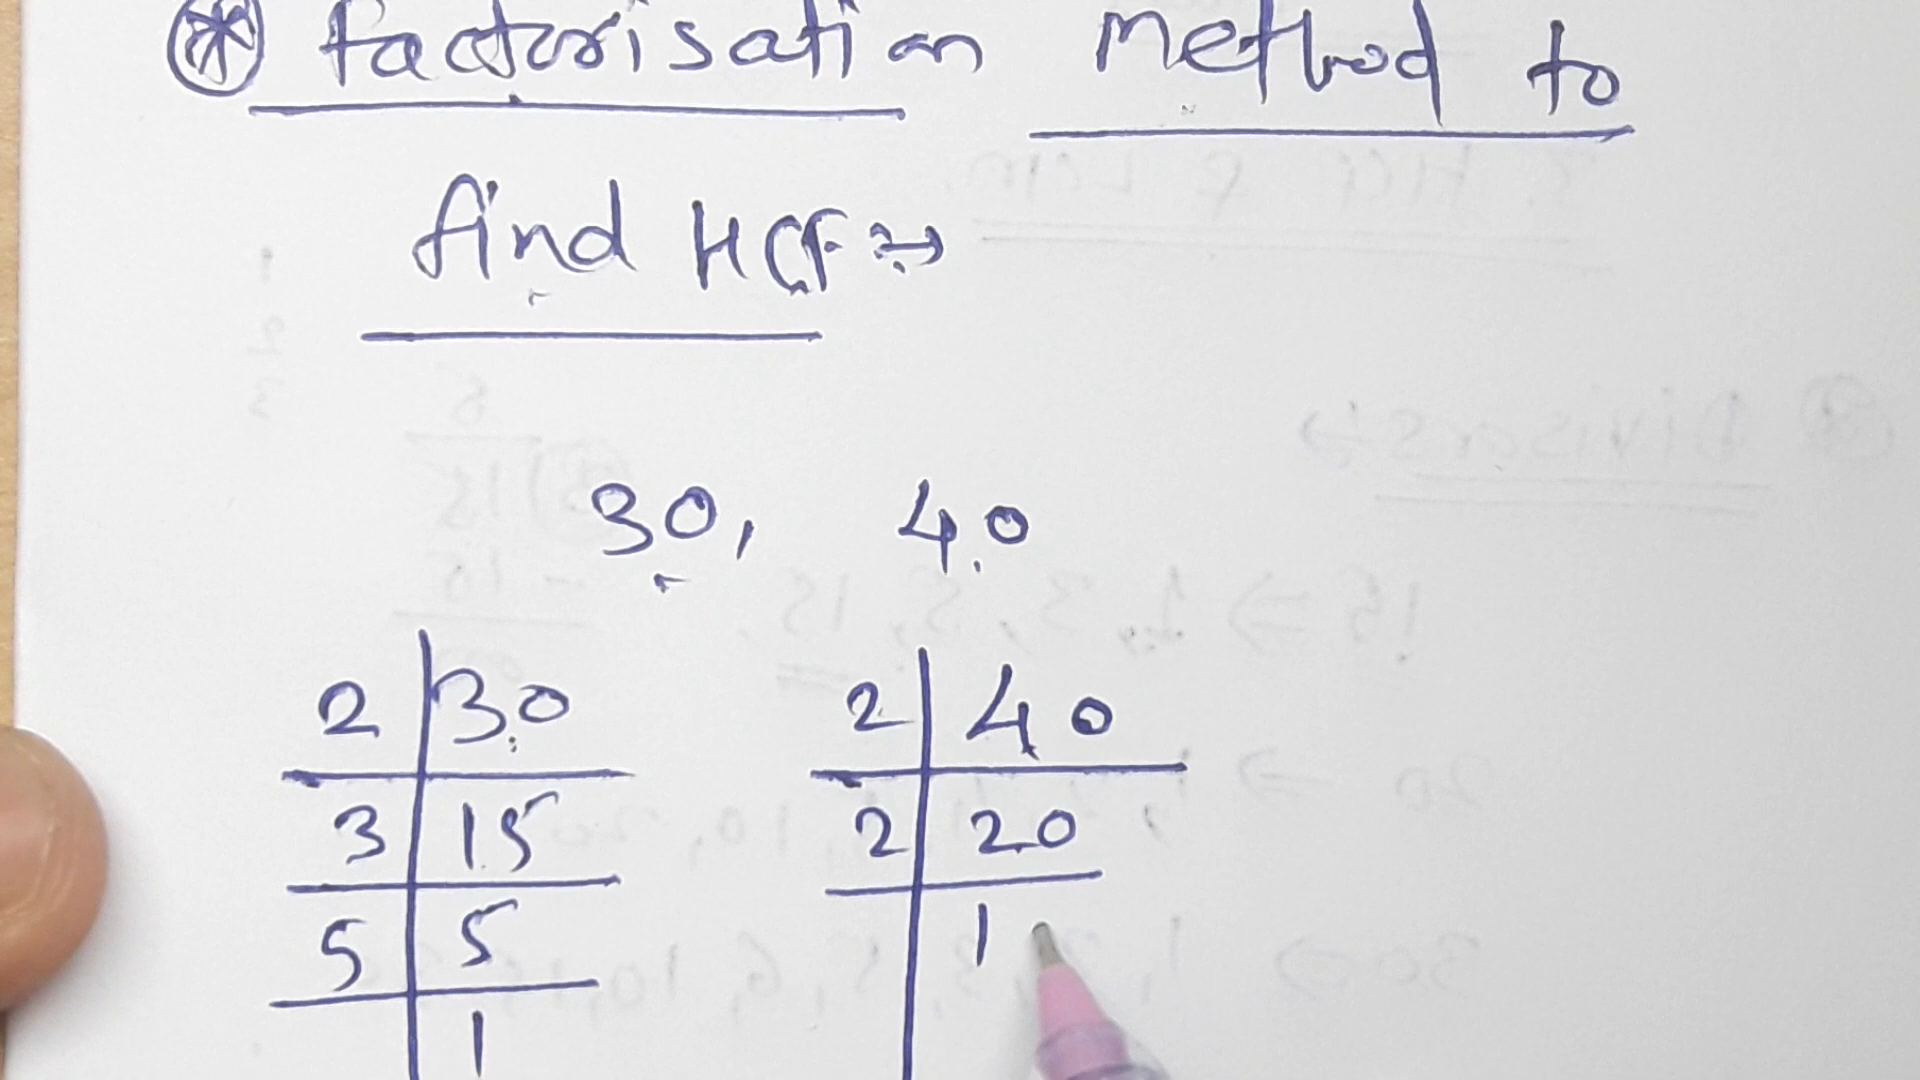 ⊛ factorisation method to
find HCF :→
30, 40
2 | 30 2 | 40
3 | 15 2 | 20
5 | 5 1
1